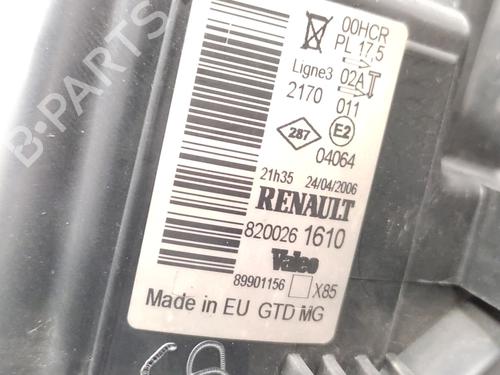 00HCR
PL 17,5
Ligne3 02A
2170 011
287 E2
04064
21h35 24/04/2006
RENAULT
820026 1610
Valeo
89901156 X85
Made in EU GTD MG
B-PARTS